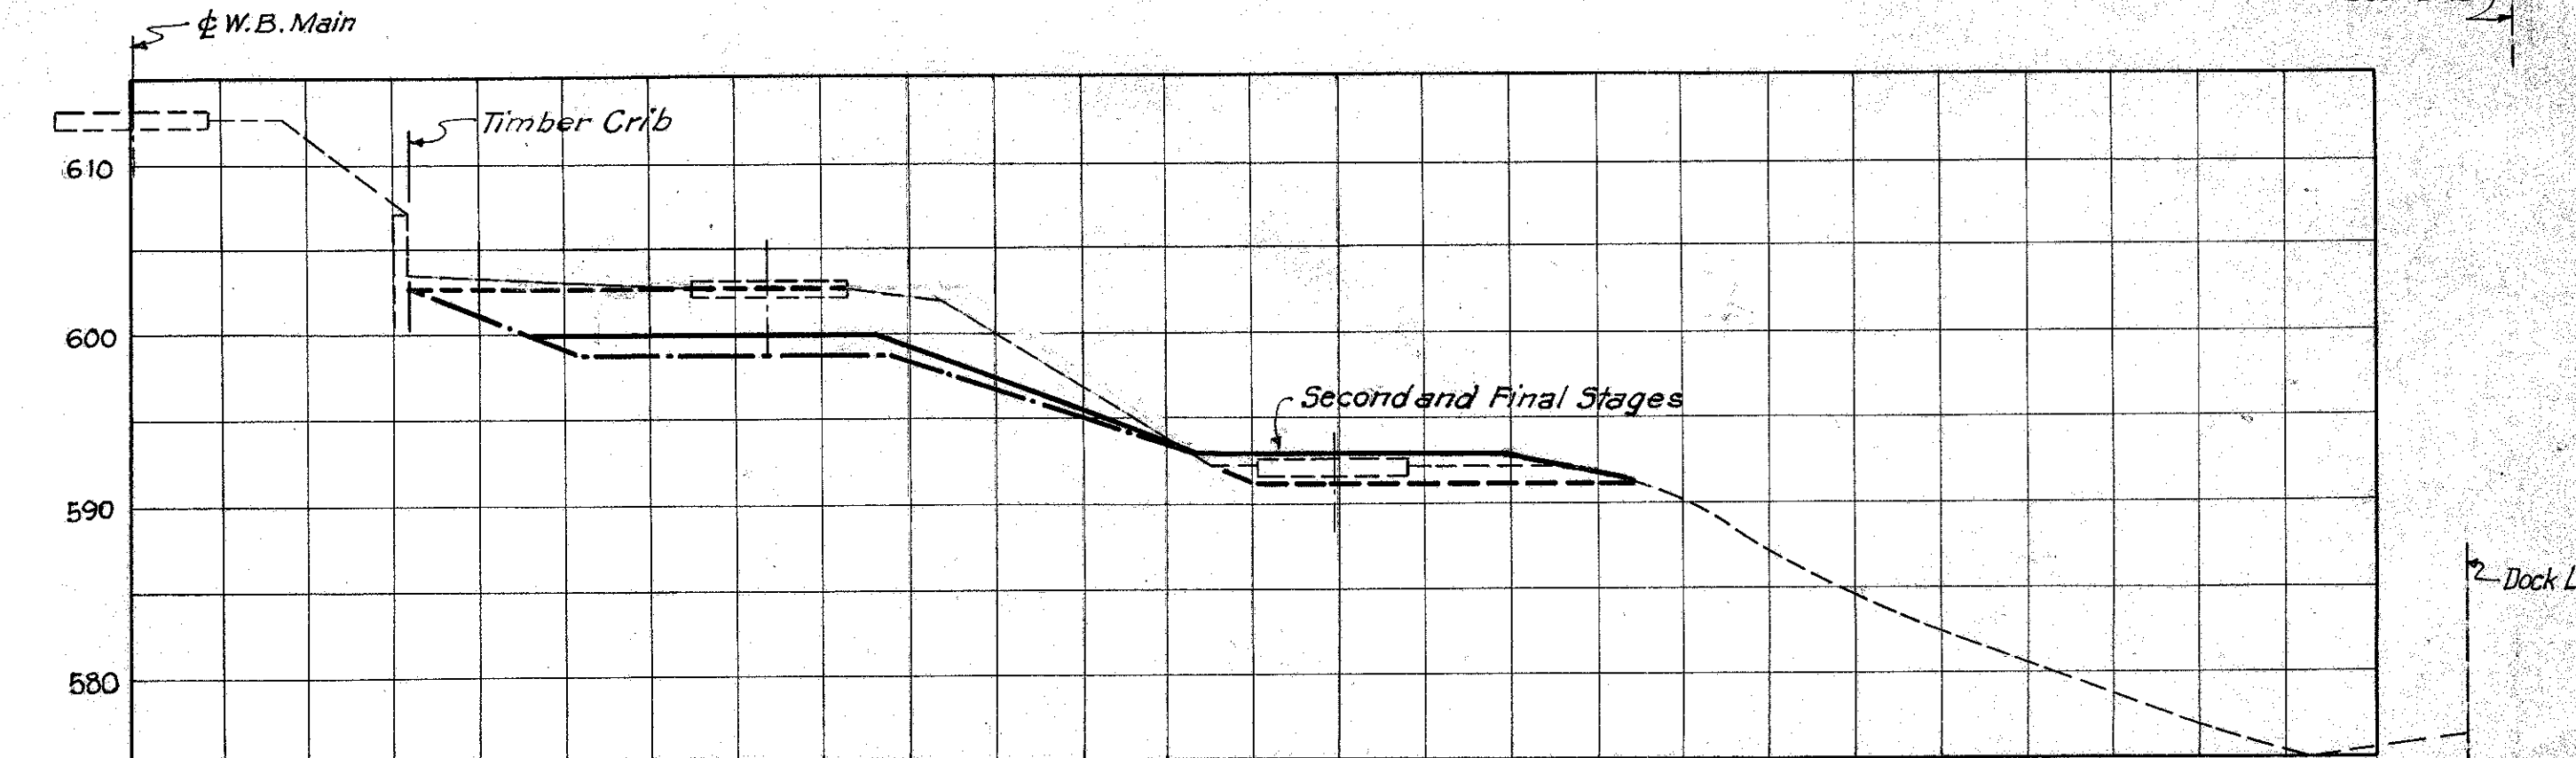 ℄ W.B. Main
Timber Crib
610
600
Second and Final Stages
590
Dock L
580